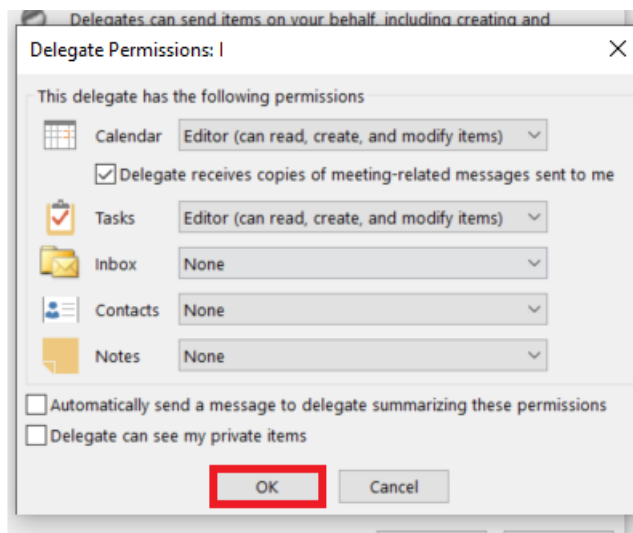 Delegates can send items on your behalf, including creating and
Delegate Permissions: I
This delegate has the following permissions
Calendar Editor (can read, create, and modify items)
Delegate receives copies of meeting-related messages sent to me
Tasks Editor (can read, create, and modify items)
Inbox None
Contacts None
Notes None
Automatically send a message to delegate summarizing these permissions
Delegate can see my private items
OK Cancel